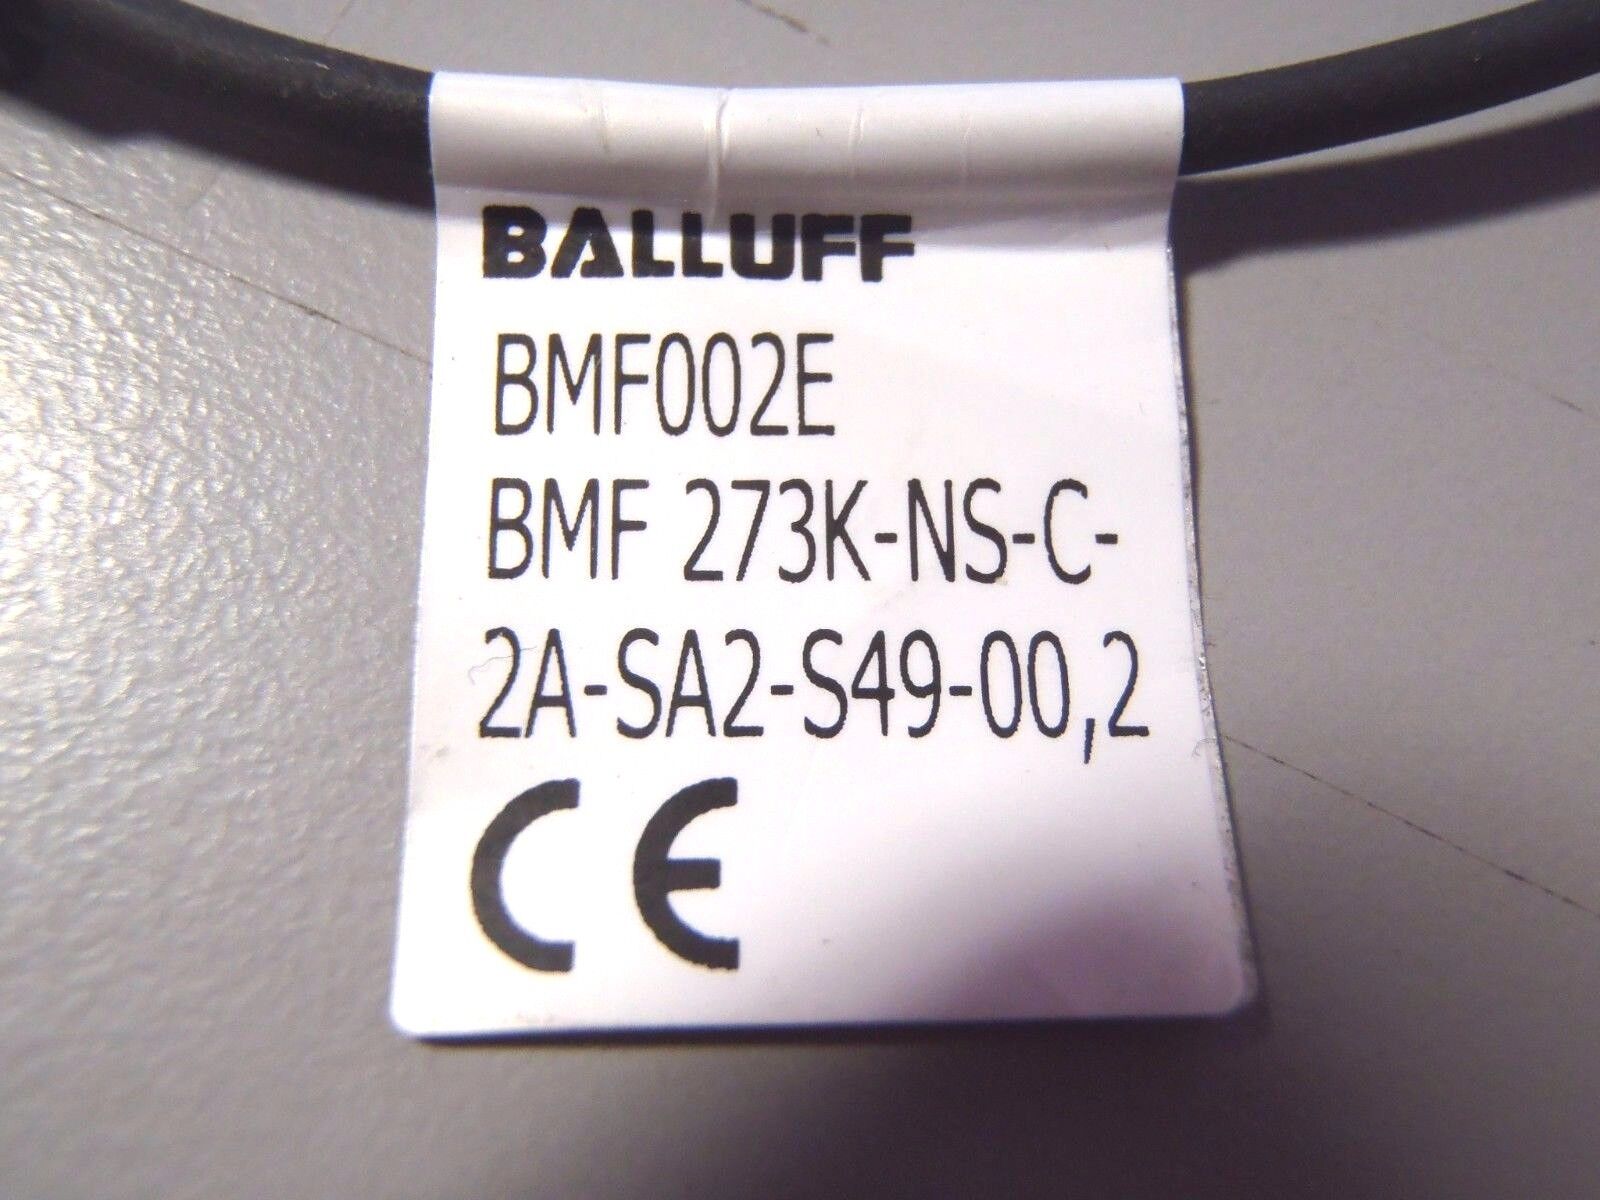 BALLUFF
BMF002E
BMF 273K-NS-C-
2A-SA2-S49-00,2
CE